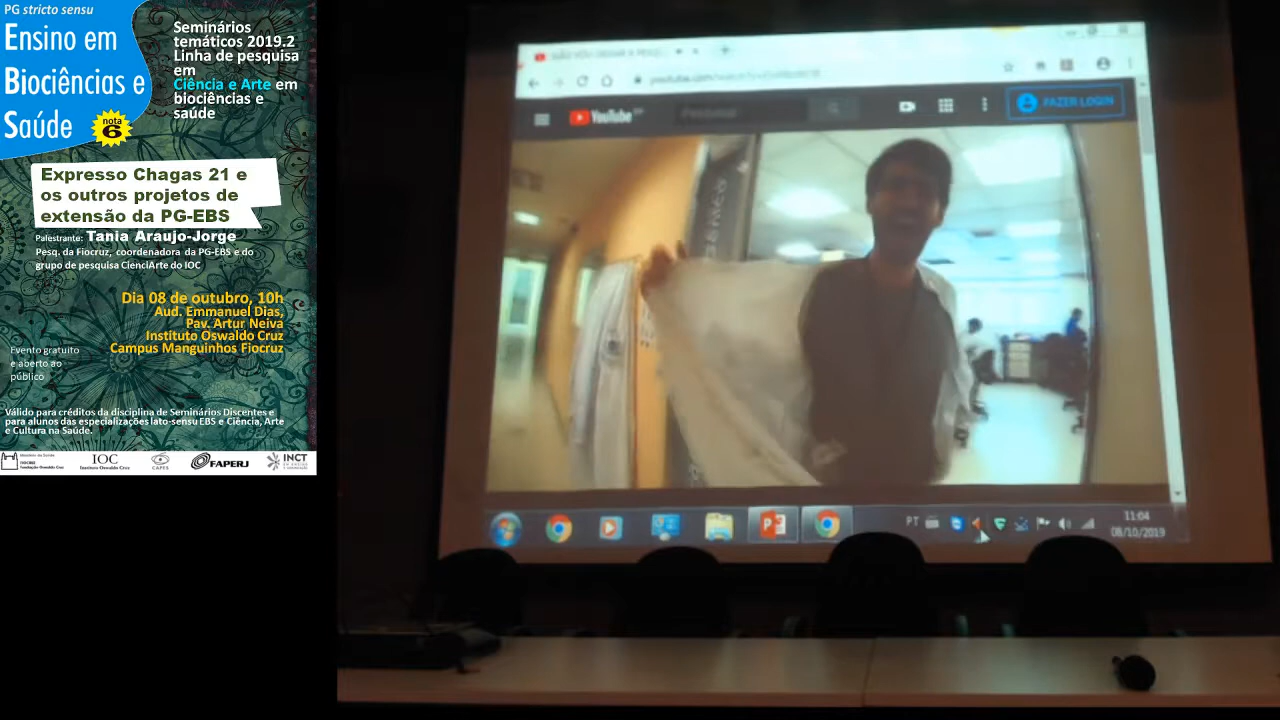 PG stricto sensu
Ensino em
Biociências e
Saúde
nota
6
Seminários
temáticos 2019.2
Linha de pesquisa
em
Ciência e Arte em
biociências e
saúde
Expresso Chagas 21 e
os outros projetos de
extensão da PG-EBS
Palestrante: Tania Araujo-Jorge
Pesq. da Fiocruz, coordenadora da PG-EBS e do
grupo de pesquisa CienciArte do IOC
Dia 08 de outubro, 10h
Aud. Emmanuel Dias,
Pav. Artur Neiva
Instituto Oswaldo Cruz
Campus Manguinhos Fiocruz
Evento gratuito
e aberto ao
público
Válido para créditos da disciplina de Seminários Discentes e
para alunos das especializações lato-sensu EBS e Ciência, Arte
e Cultura na Saúde.
IOC
Instituto Oswaldo Cruz
CAPES
FAPERJ
INCT
YouTube
FAZER LOGIN
PT
08/10/2019